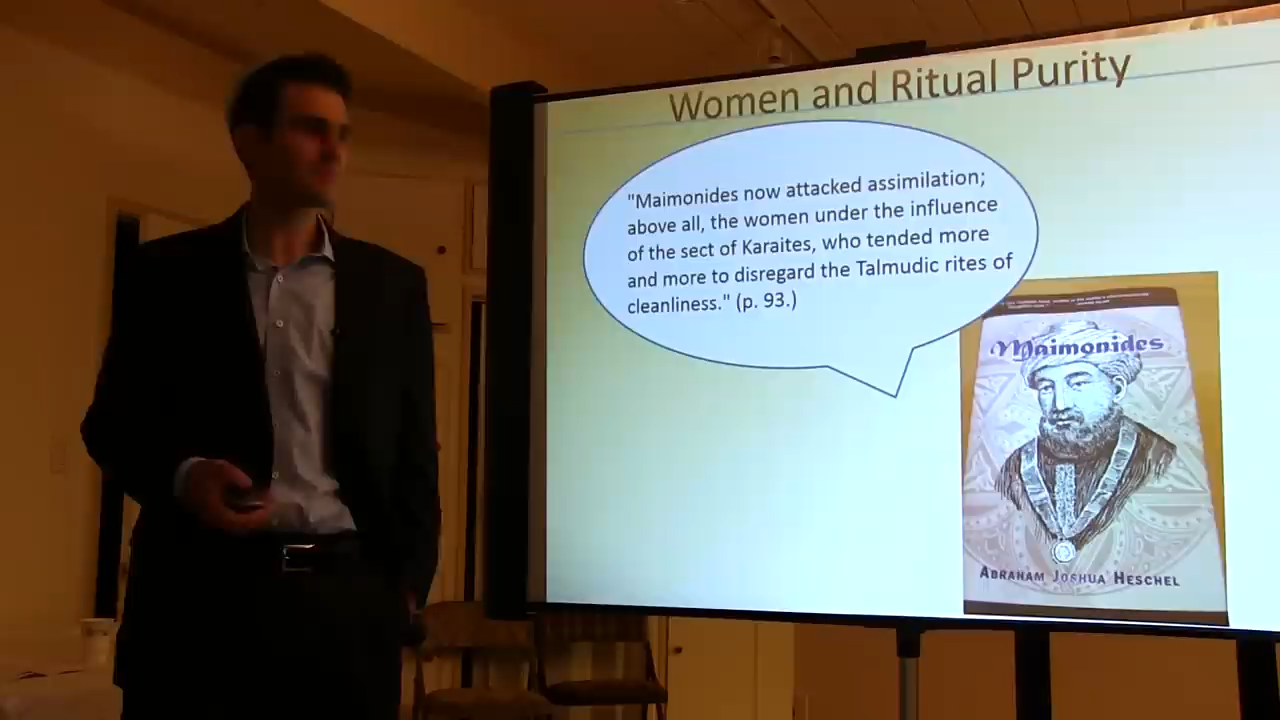 Women and Ritual Purity
"Maimonides now attacked assimilation;
above all, the women under the influence
of the sect of Karaites, who tended more
and more to disregard the Talmudic rites of
cleanliness." (p. 93.)
Maimonides
ABRAHAM JOSHUA HESCHEL